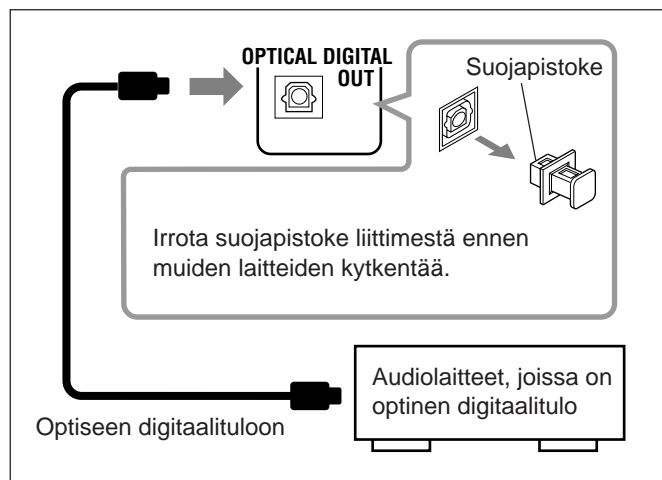 OPTICAL DIGITAL
OUT
Suojapistoke
Irrota suojapistoke liittimestä ennen
muiden laitteiden kytkentää.
Audiolaitteet, joissa on
optinen digitaalitulo
Optiseen digitaalituloon